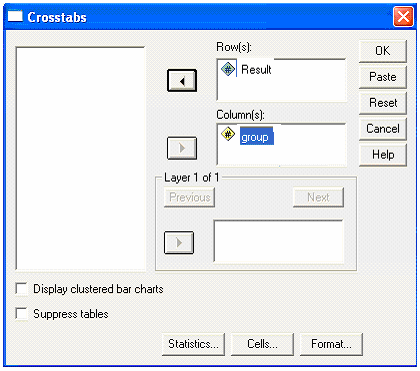 Crosstabs
Row(s):
# Result
Column(s):
# group
Layer 1 of 1
Previous
Next
OK
Paste
Reset
Cancel
Help
Display clustered bar charts
Suppress tables
Statistics...
Cells...
Format...